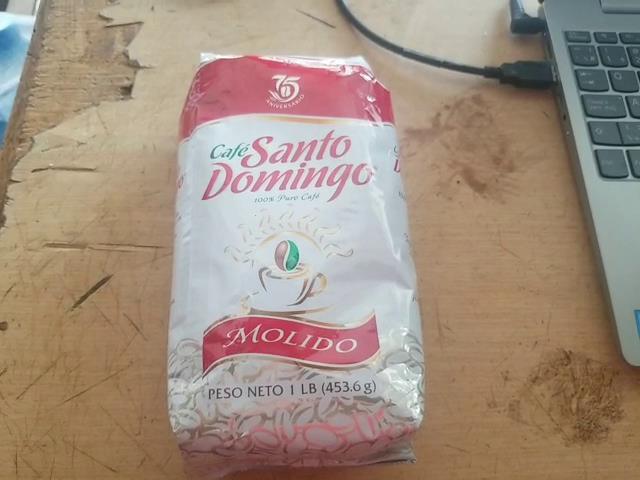 75
ANIVERSARIO
Café Santo
Domingo
100% Puro Café
MOLIDO
PESO NETO 1 LB (453.6 g)